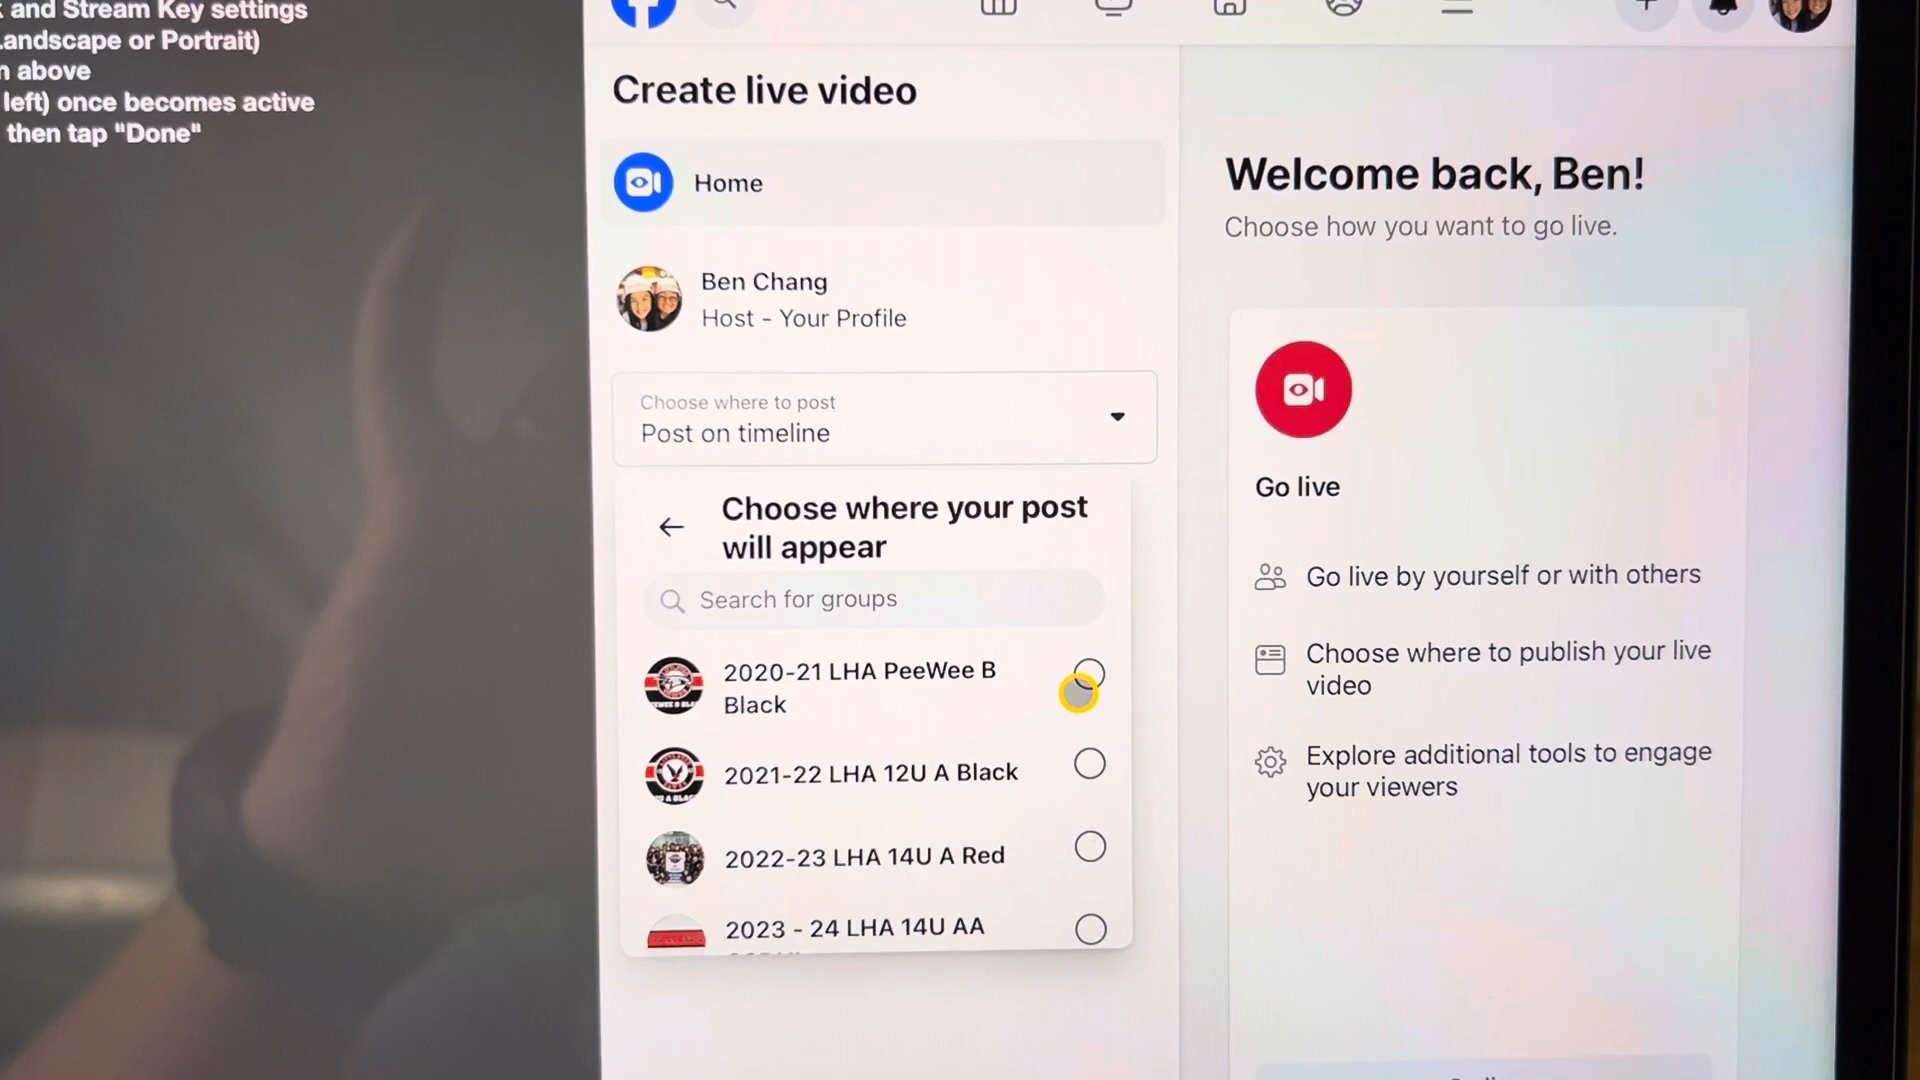 and Stream Key settings
Landscape or Portrait)
above
left) once becomes active
then tap "Done"
Create live video
Home
Ben Chang
Host - Your Profile
Choose where to post
Post on timeline
Choose where your post
will appear
Search for groups
2020-21 LHA PeeWee B
Black
2021-22 LHA 12U A Black
2022-23 LHA 14U A Red
2023 - 24 LHA 14U AA
Welcome back, Ben!
Choose how you want to go live.
Go live
Go live by yourself or with others
Choose where to publish your live
video
Explore additional tools to engage
your viewers